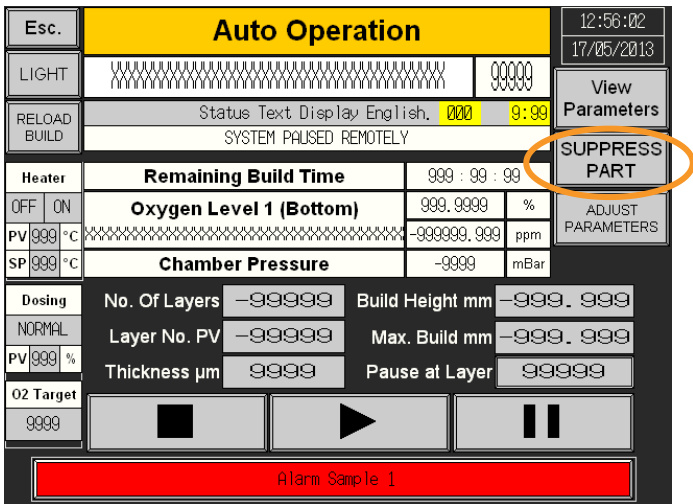 Esc.
Auto Operation
12:56:02
17/05/2013
LIGHT
XXXXXXXXXXXXXXXXXXXXXXXXXXXXXXXXXXXXXXXX
99999
View
Parameters
RELOAD
BUILD
Status Text Display English. 000 9:99
SYSTEM PAUSED REMOTELY
SUPPRESS
PART
ADJUST
PARAMETERS
Heater
OFF ON
PV 999 °C
SP 999 °C
Remaining Build Time 999 : 99 : 99
Oxygen Level 1 (Bottom) 999.9999 %
XXXXXXXXXXXXXXXXXXXXXXXXXXXXXXXXXXXXXXXX -999999.999 ppm
Chamber Pressure -9999 mBar
Dosing
NORMAL
PV 999 %
No. Of Layers -99999 Build Height mm -999.999
Layer No. PV -99999 Max. Build mm -999.999
Thickness µm 9999 Pause at Layer 99999
O2 Target
9999
Alarm Sample 1